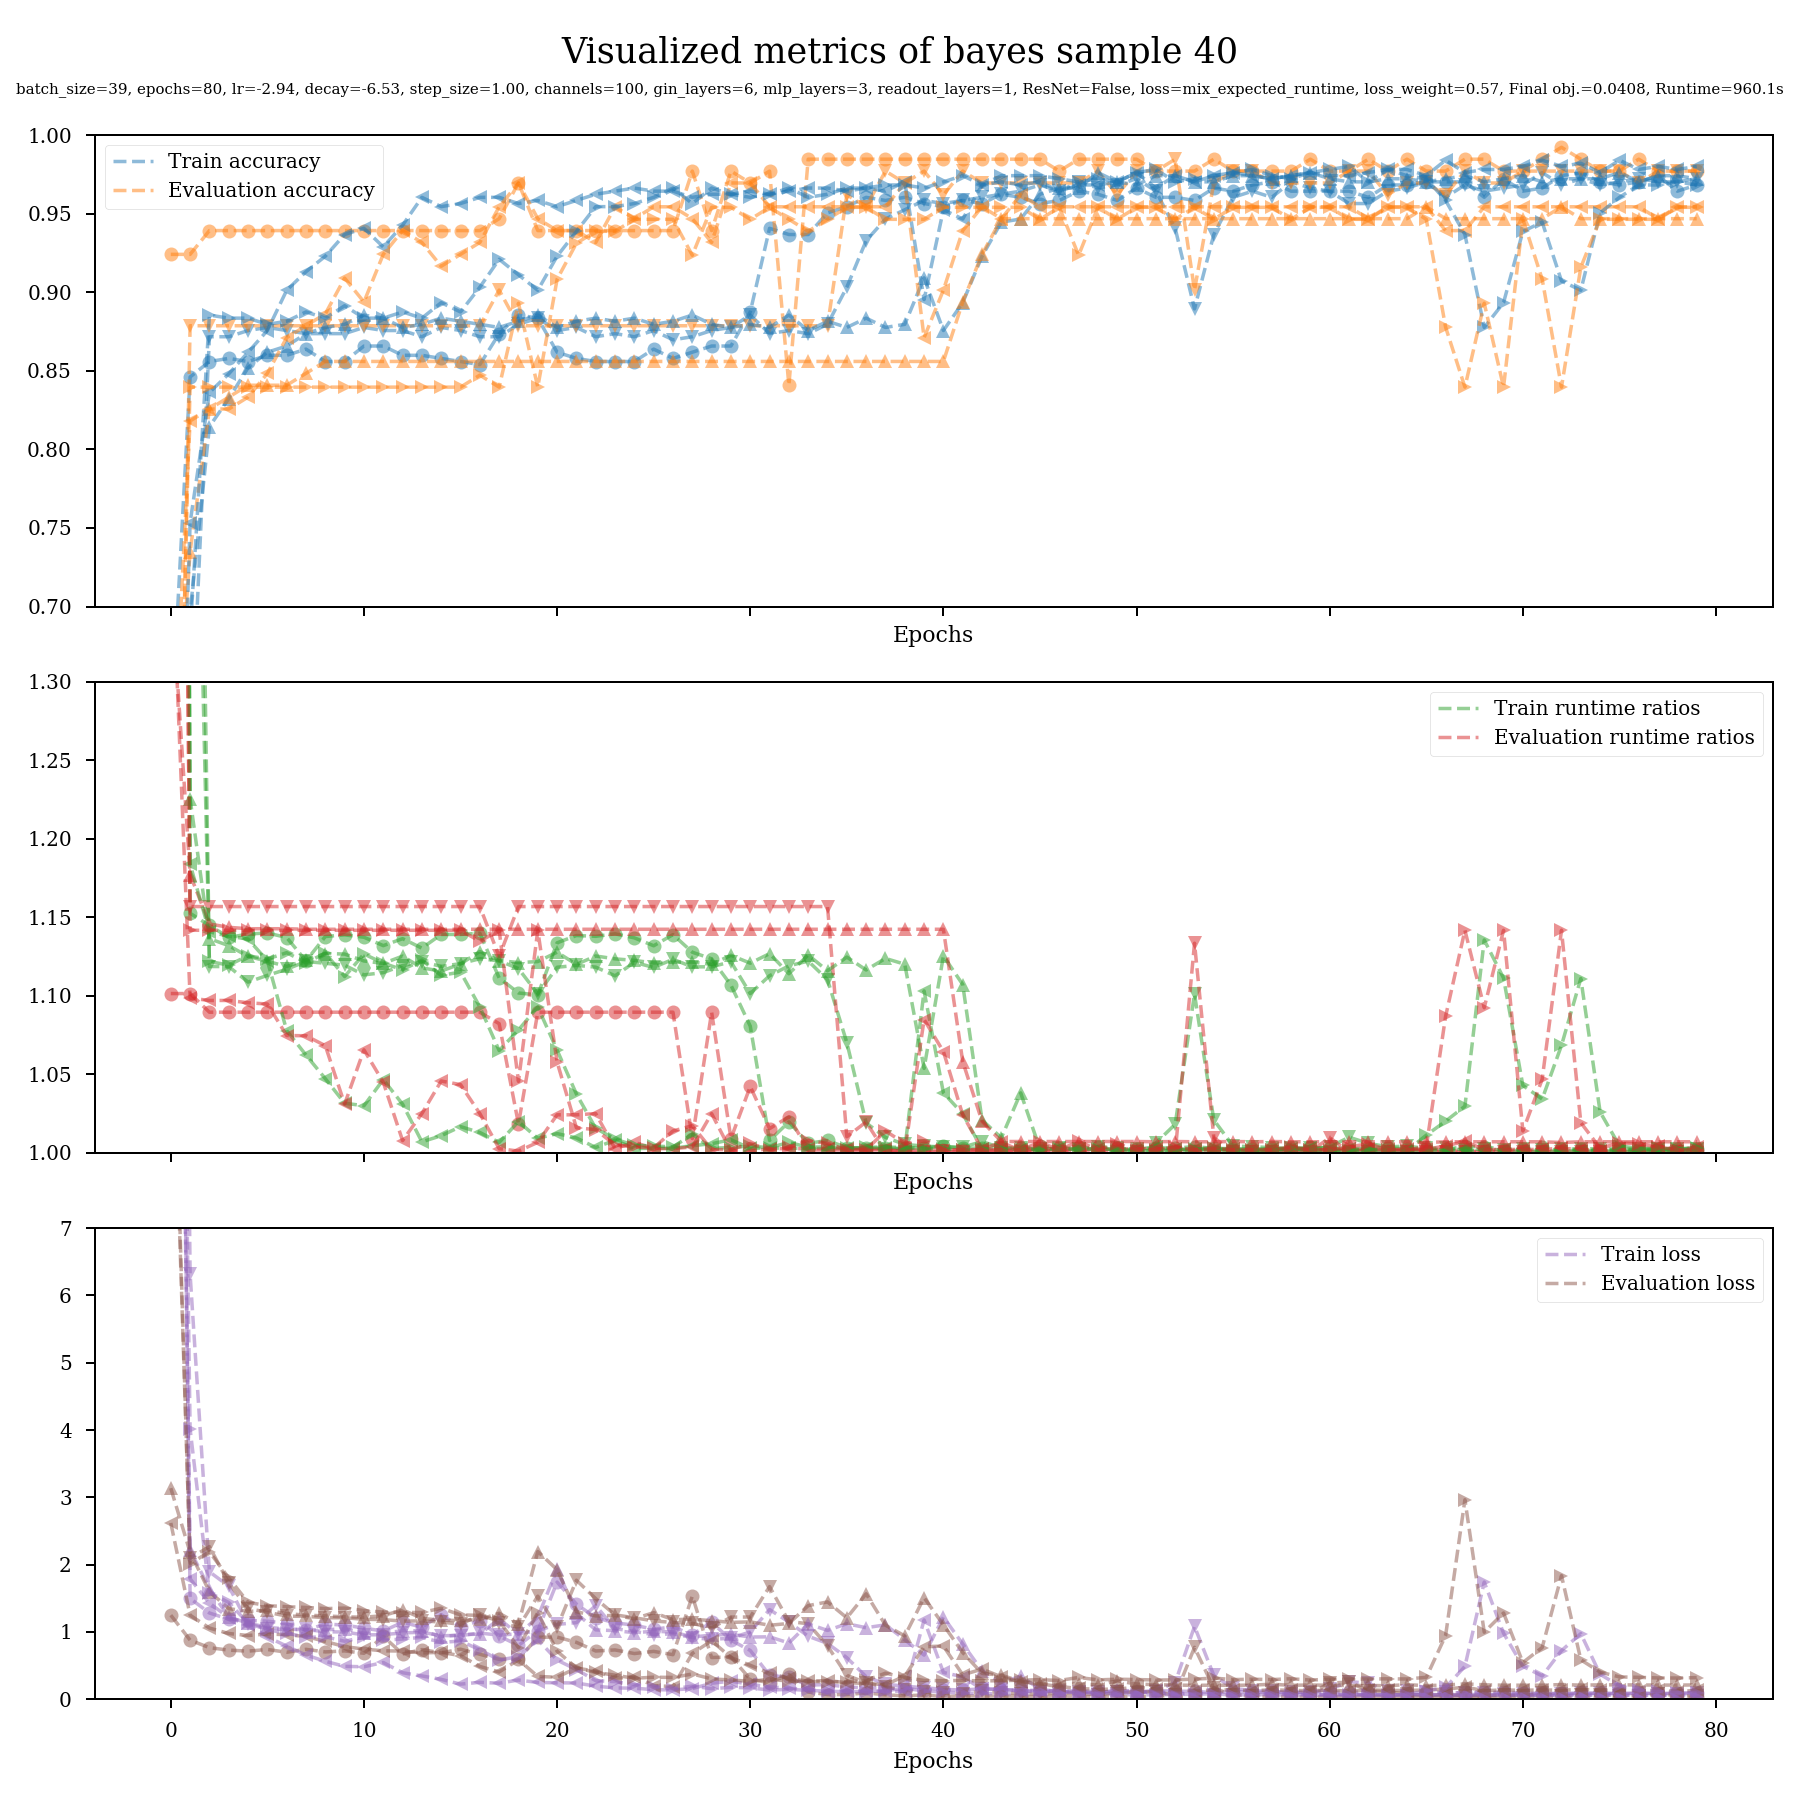 Visualized metrics of bayes sample 40
batch_size=39, epochs=80, lr=-2.94, decay=-6.53, step_size=1.00, channels=100, gin_layers=6, mlp_layers=3, readout_layers=1, ResNet=False, loss=mix_expected_runtime, loss_weight=0.57, Final obj.=0.0408, Runtime=960.1s
1.00
0.95
0.90
0.85
0.80
0.75
0.70
Train accuracy
Evaluation accuracy
Epochs
1.30
1.25
1.20
1.15
1.10
1.05
1.00
Train runtime ratios
Evaluation runtime ratios
Epochs
7
6
5
4
3
2
1
0
Train loss
Evaluation loss
0 10 20 30 40 50 60 70 80
Epochs